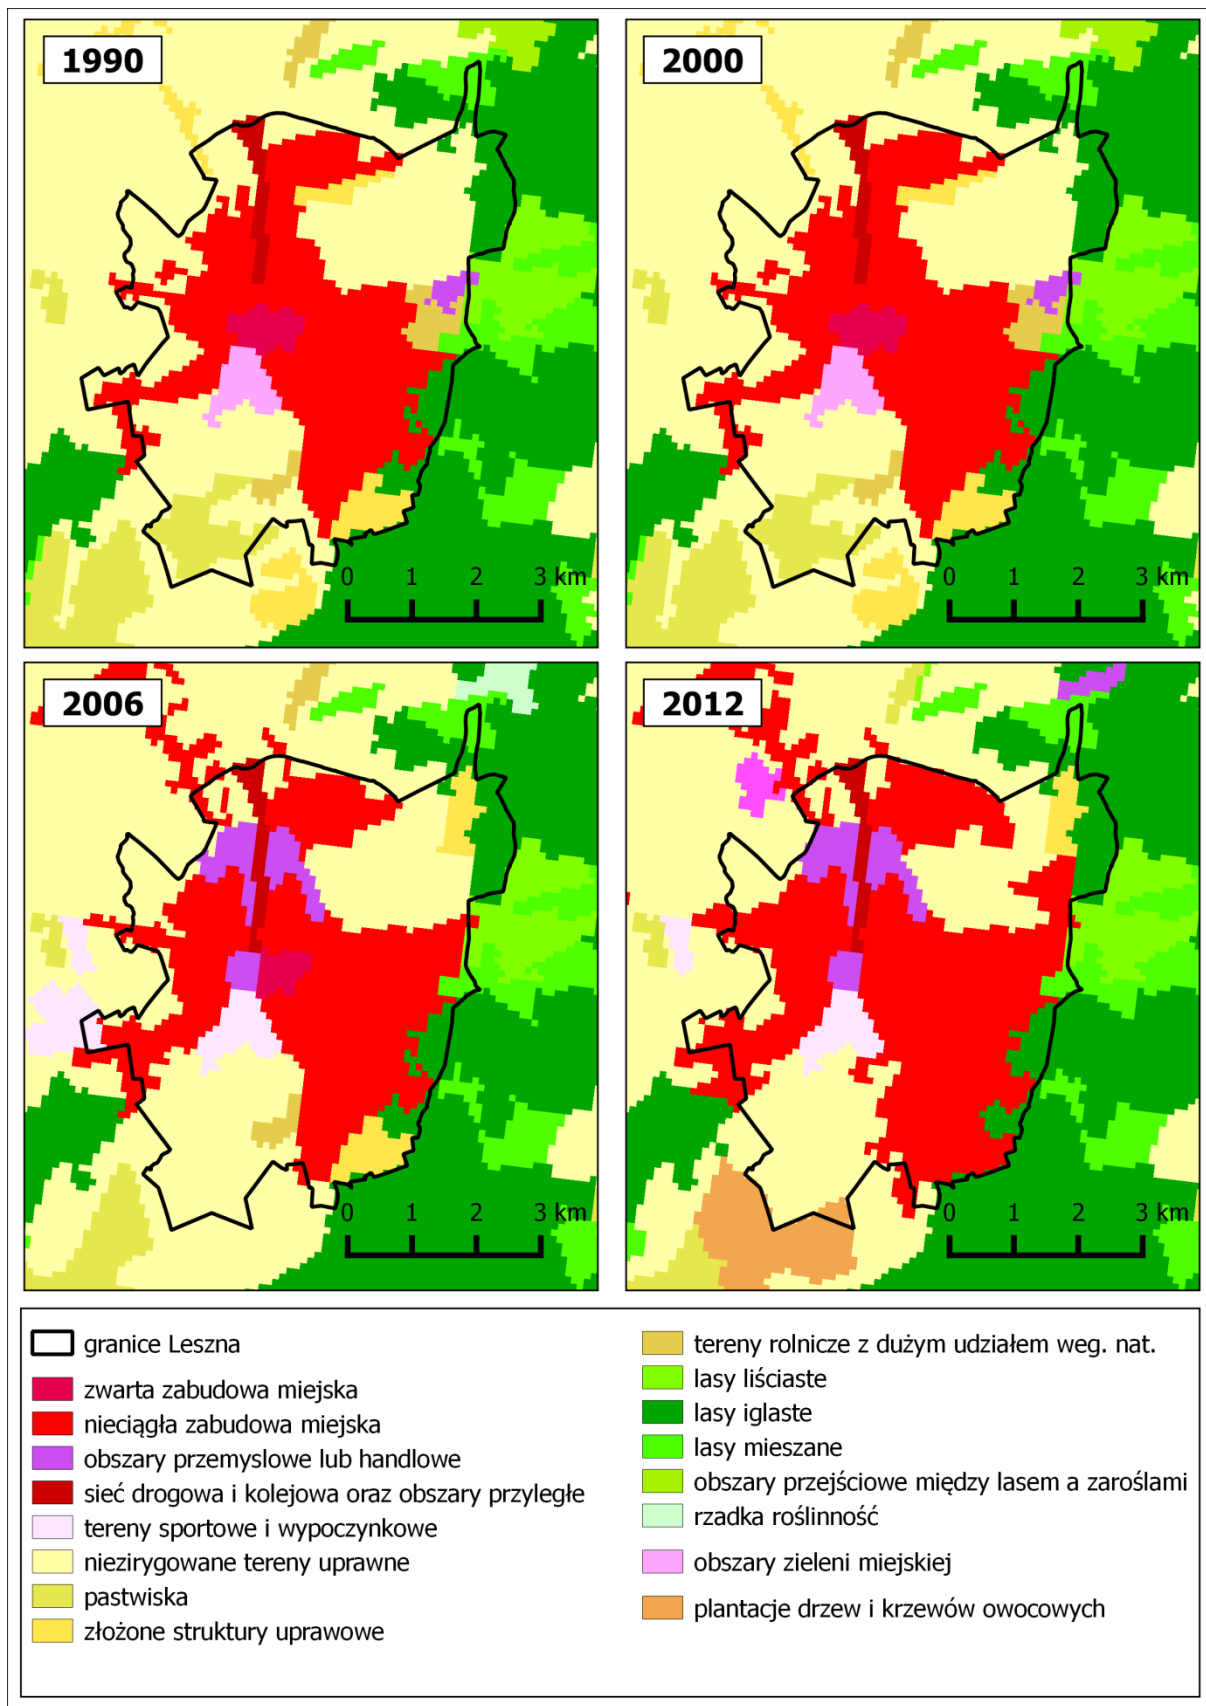 1990
2000
0 1 2 3 km
0 1 2 3 km
2006
2012
0 1 2 3 km
0 1 2 3 km
granice Leszna
zwarta zabudowa miejska
nieciągła zabudowa miejska
obszary przemyslowe lub handlowe
sieć drogowa i kolejowa oraz obszary przyległe
tereny sportowe i wypoczynkowe
niezirygowane tereny uprawne
pastwiska
złożone struktury uprawowe
tereny rolnicze z dużym udziałem weg. nat.
lasy liściaste
lasy iglaste
lasy mieszane
obszary przejściowe między lasem a zaroślami
rzadka roślinność
obszary zieleni miejskiej
plantacje drzew i krzewów owocowych